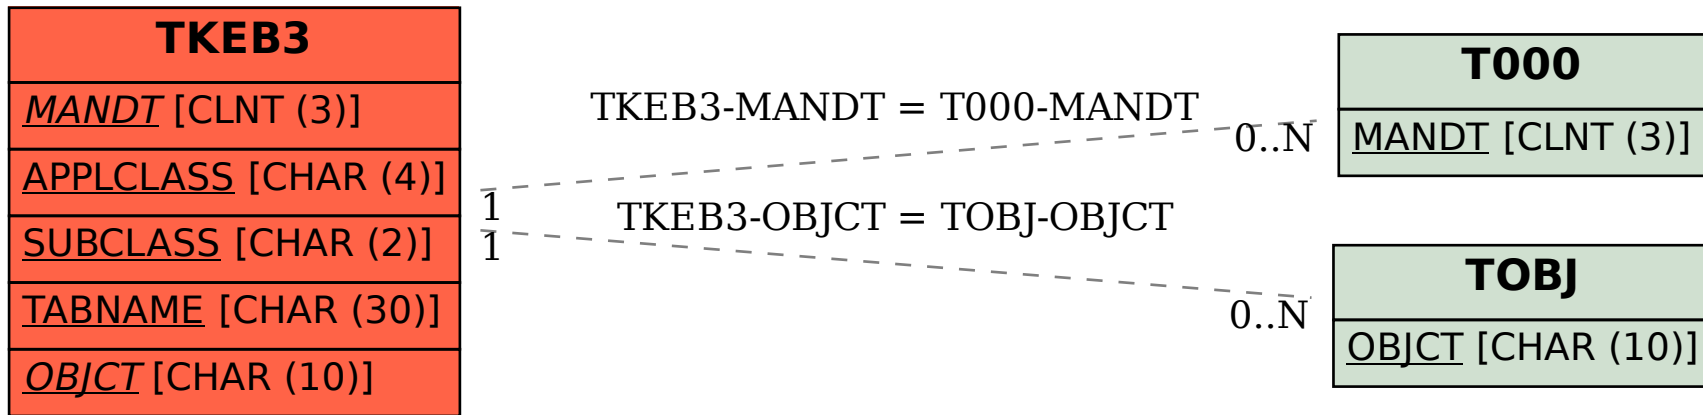 TKEB3
MANDT [CLNT (3)]
APPLCLASS [CHAR (4)]
SUBCLASS [CHAR (2)]
TABNAME [CHAR (30)]
OBJCT [CHAR (10)]
TKEB3-MANDT = T000-MANDT
0..N
1
TKEB3-OBJCT = TOBJ-OBJCT
1
0..N
T000
MANDT [CLNT (3)]
TOBJ
OBJCT [CHAR (10)]